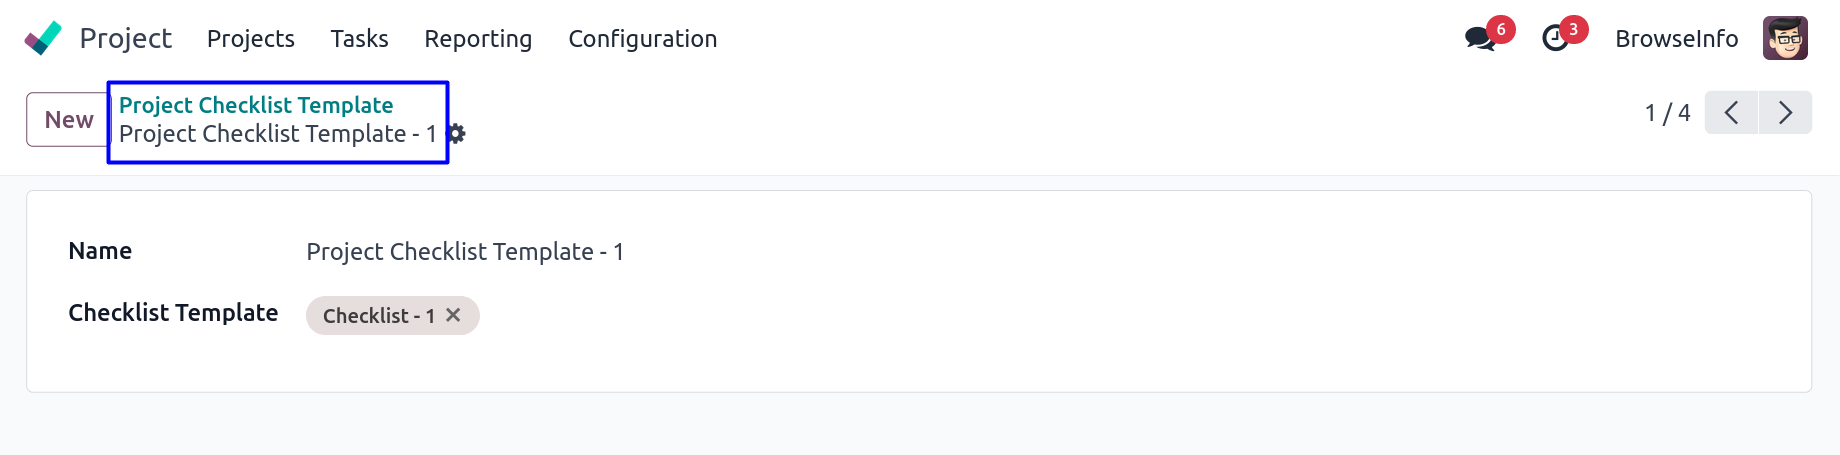 Project Projects Tasks Reporting Configuration 6 3 BrowseInfo
New Project Checklist Template
Project Checklist Template - 1
1 / 4
Name Project Checklist Template - 1
Checklist Template Checklist - 1 ✕